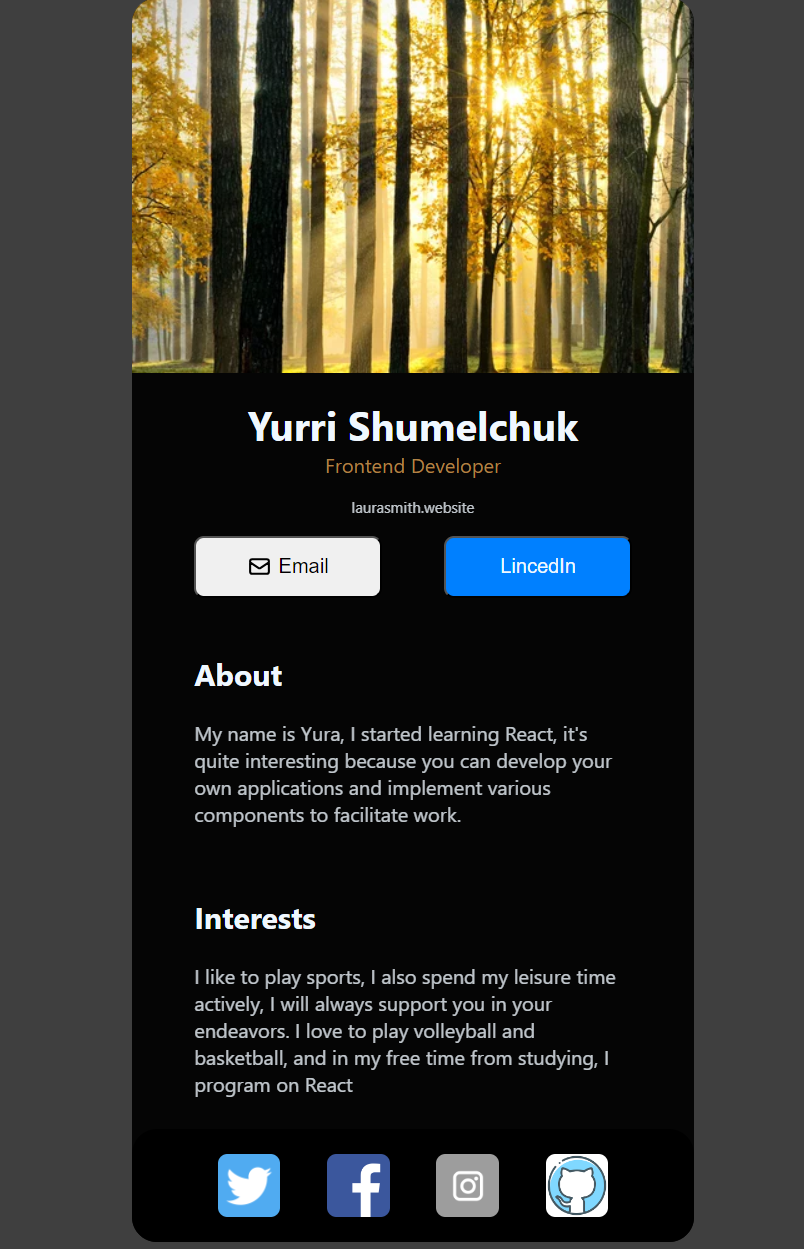 Yurri Shumelchuk
Frontend Developer
laurasmith.website
Email
LincedIn
About
My name is Yura, I started learning React, it's
quite interesting because you can develop your
own applications and implement various
components to facilitate work.
Interests
I like to play sports, I also spend my leisure time
actively, I will always support you in your
endeavors. I love to play volleyball and
basketball, and in my free time from studying, I
program on React